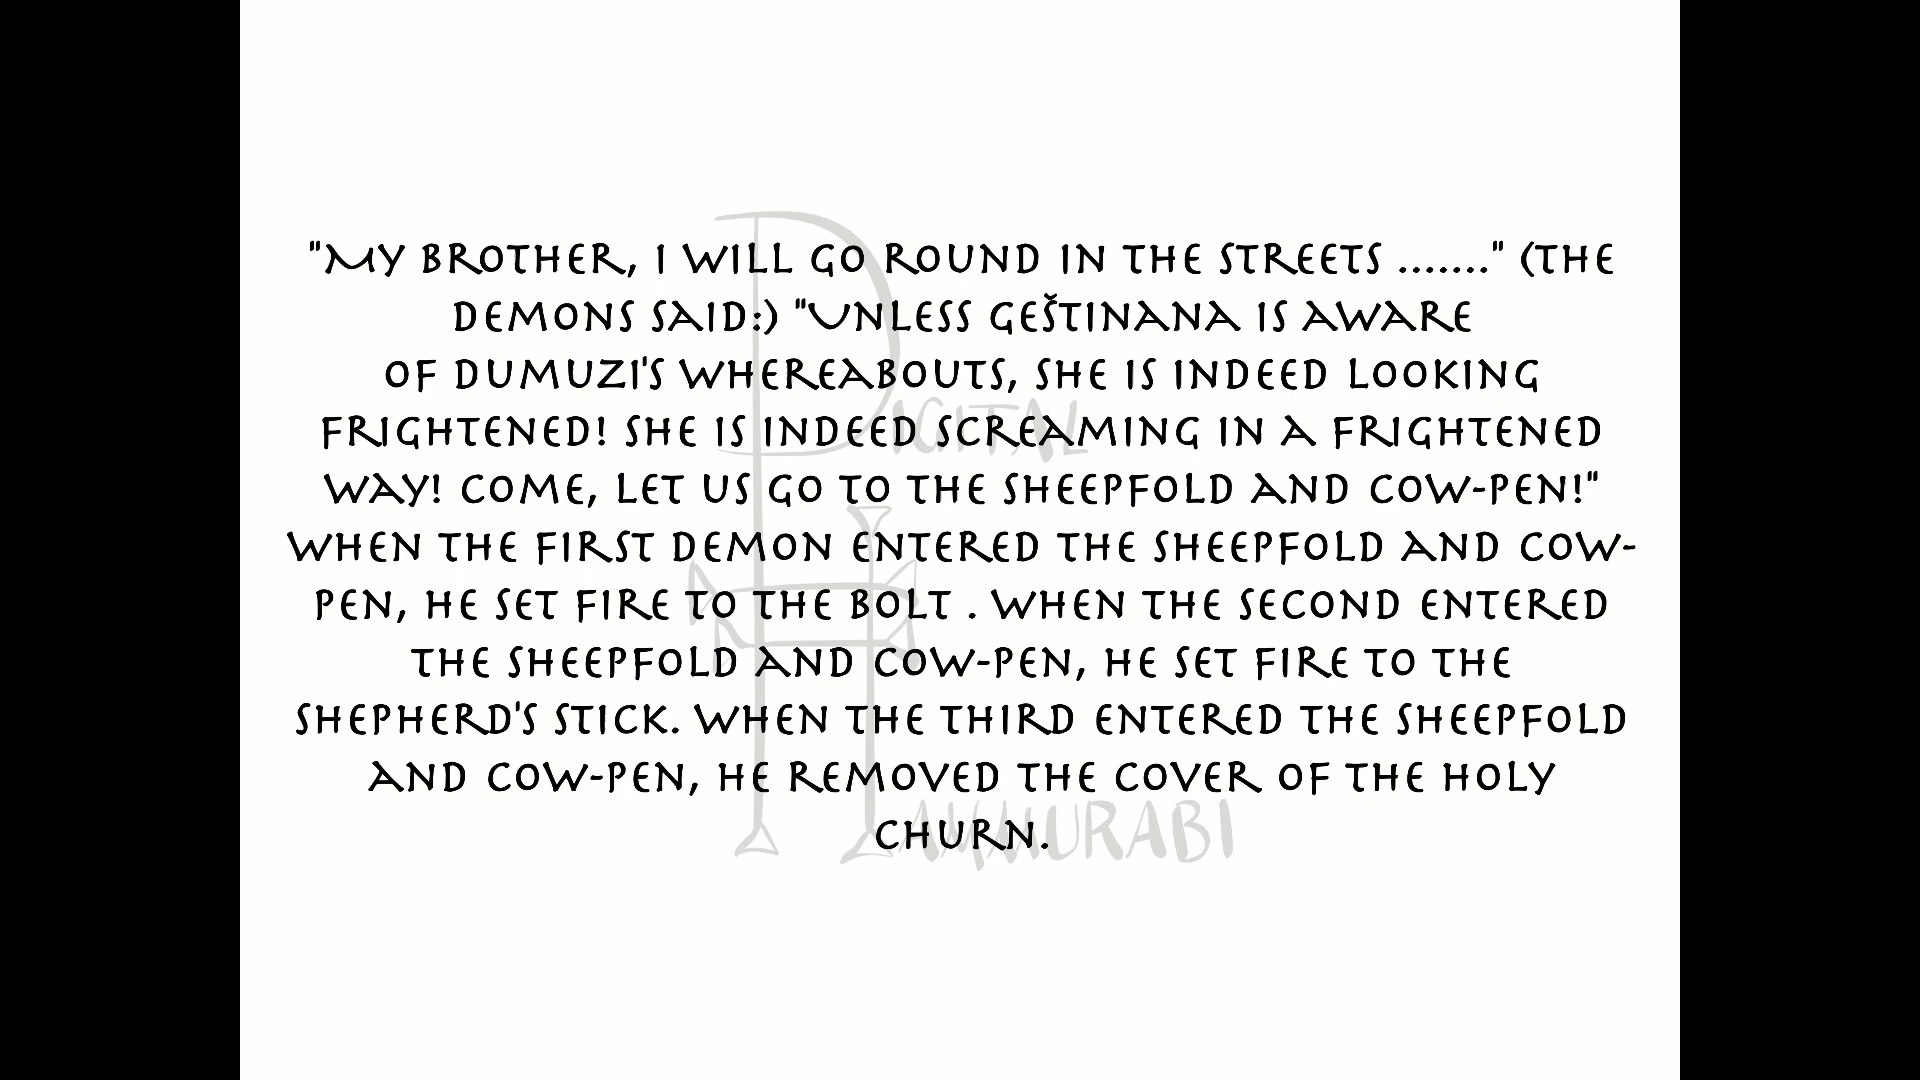 "My brother, I will go round in the streets ......." (The
demons said:) "Unless Geštinana is aware
of Dumuzi's whereabouts, she is indeed looking
frightened! She is indeed screaming in a frightened
way! Come, let us go to the sheepfold and cow-pen!"
When the first demon entered the sheepfold and cow-
pen, he set fire to the bolt . When the second entered
the sheepfold and cow-pen, he set fire to the
shepherd's stick. When the third entered the sheepfold
and cow-pen, he removed the cover of the holy
churn.
Digital
Hammurabi